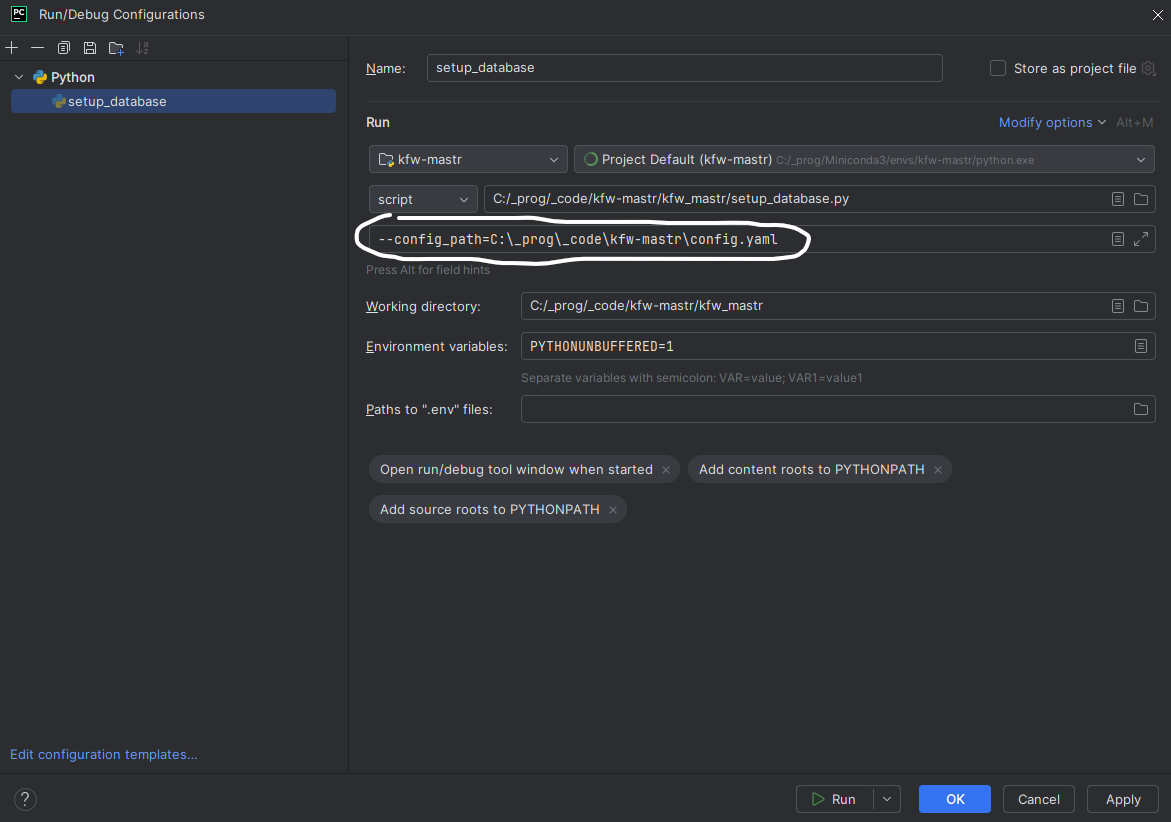 PC Run/Debug Configurations
Python
setup_database
Name: setup_database Store as project file
Run Modify options Alt+M
kfw-mastr Project Default (kfw-mastr) C:/_prog/Miniconda3/envs/kfw-mastr/python.exe
script C:/_prog/_code/kfw-mastr/kfw_mastr/setup_database.py
--config_path=C:\_prog\_code\kfw-mastr\config.yaml
Press Alt for field hints
Working directory: C:/_prog/_code/kfw-mastr/kfw_mastr
Environment variables: PYTHONUNBUFFERED=1
Separate variables with semicolon: VAR=value; VAR1=value1
Paths to ".env" files:
Open run/debug tool window when started × Add content roots to PYTHONPATH ×
Add source roots to PYTHONPATH ×
Edit configuration templates...
? Run OK Cancel Apply